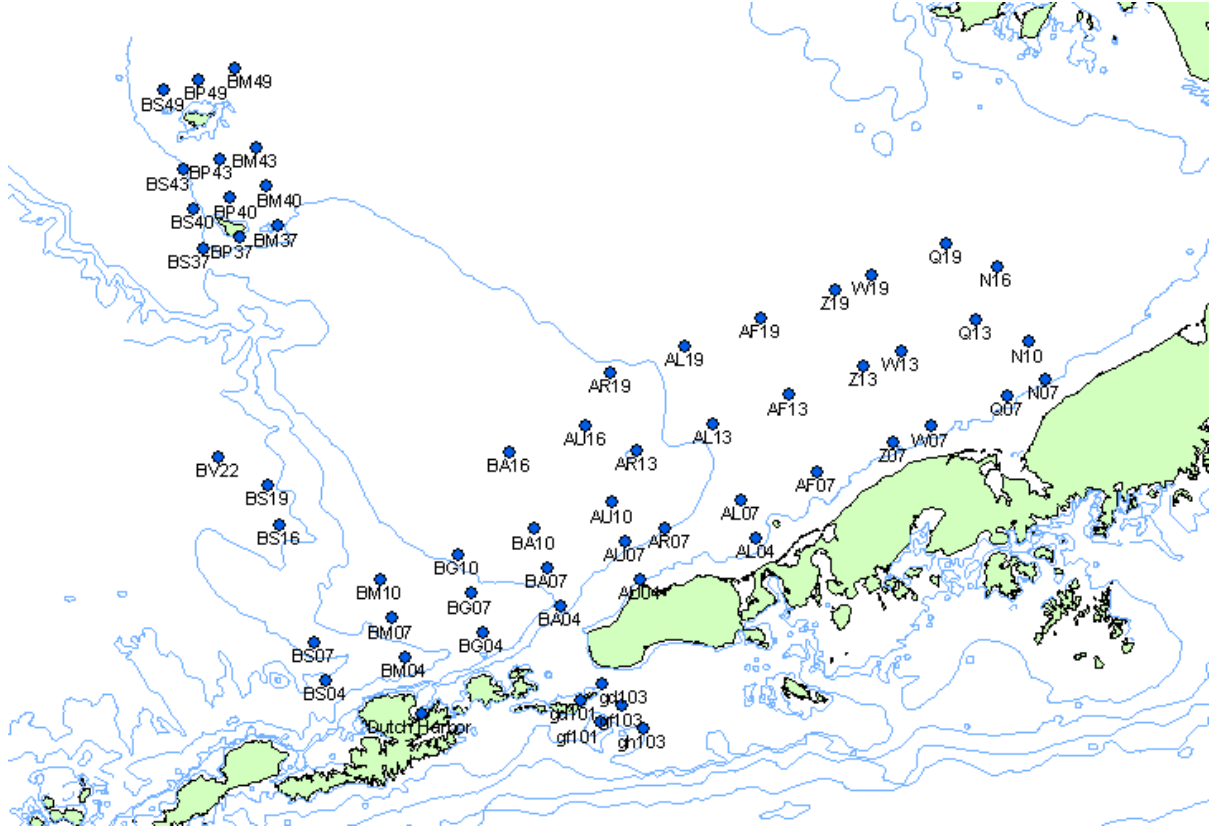 BM49
BP49
BS49
BM43
BP43
BS43
BM40
BP40
BS40
BM37
BP37
BS37
Q19
N16
W19
Z19
AF19
Q13
N10
AL19
W13
Z13
AR19
N07
Q07
AF13
AL13
AU16
W07
Z07
BA16
AR13
BV22
AF07
BS19
AL07
AU10
BS16
BA10
AR07
AL04
AU07
BG10
BA07
BM10
AU04
BG07
BA04
BM07
BG04
BS07
BM04
BS04
gd103
gd101
gf103
Dutch Harbor
gf101
gh103